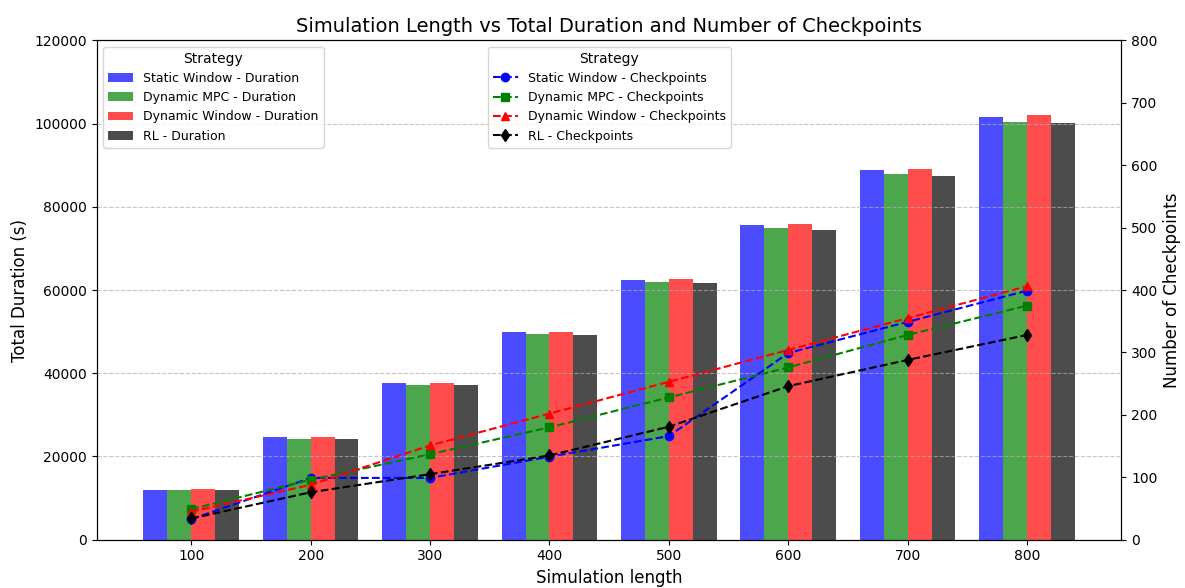 Simulation Length vs Total Duration and Number of Checkpoints
Strategy
Static Window - Duration
Dynamic MPC - Duration
Dynamic Window - Duration
RL - Duration
Strategy
Static Window - Checkpoints
Dynamic MPC - Checkpoints
Dynamic Window - Checkpoints
RL - Checkpoints
Total Duration (s)
120000
100000
80000
60000
40000
20000
0
800
700
600
500
400
300
200
100
0
Number of Checkpoints
100 200 300 400 500 600 700 800
Simulation length